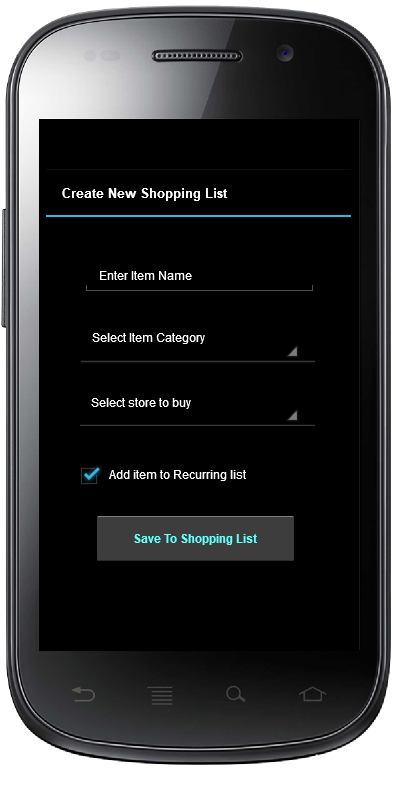 Create New Shopping List
Enter Item Name
Select Item Category
Select store to buy
Add item to Recurring list
Save To Shopping List